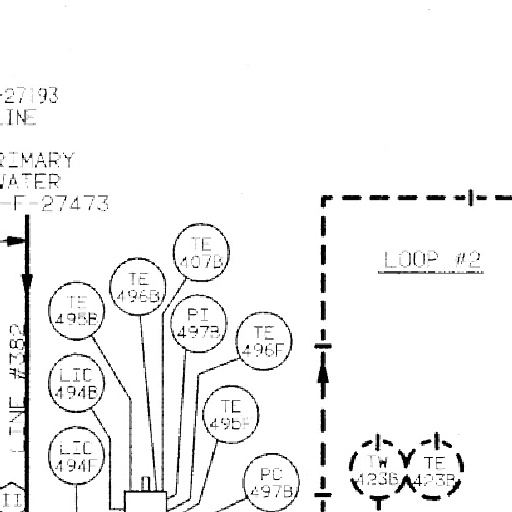 -27193
LINE
RIMARY
WATER
-F-27473
LOOP #2
TE
407B
TE
496B
TE
495B
PI
497B
TE
496F
LIC
494B
TE
495F
LIC
494F
PC
497B
TW
423B
TE
423B
LINE #382
II